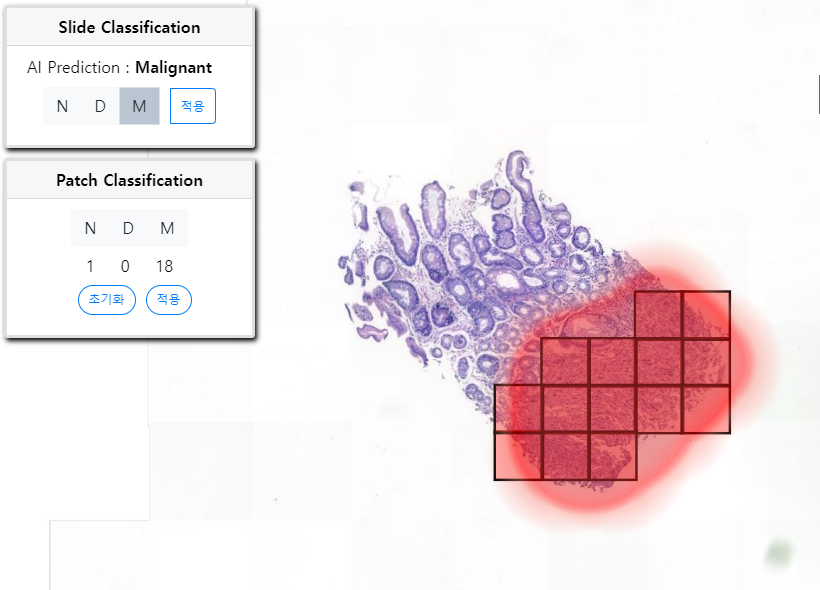 Slide Classification
AI Prediction : Malignant
N D M 적용
Patch Classification
N D M
1 0 18
초기화 적용